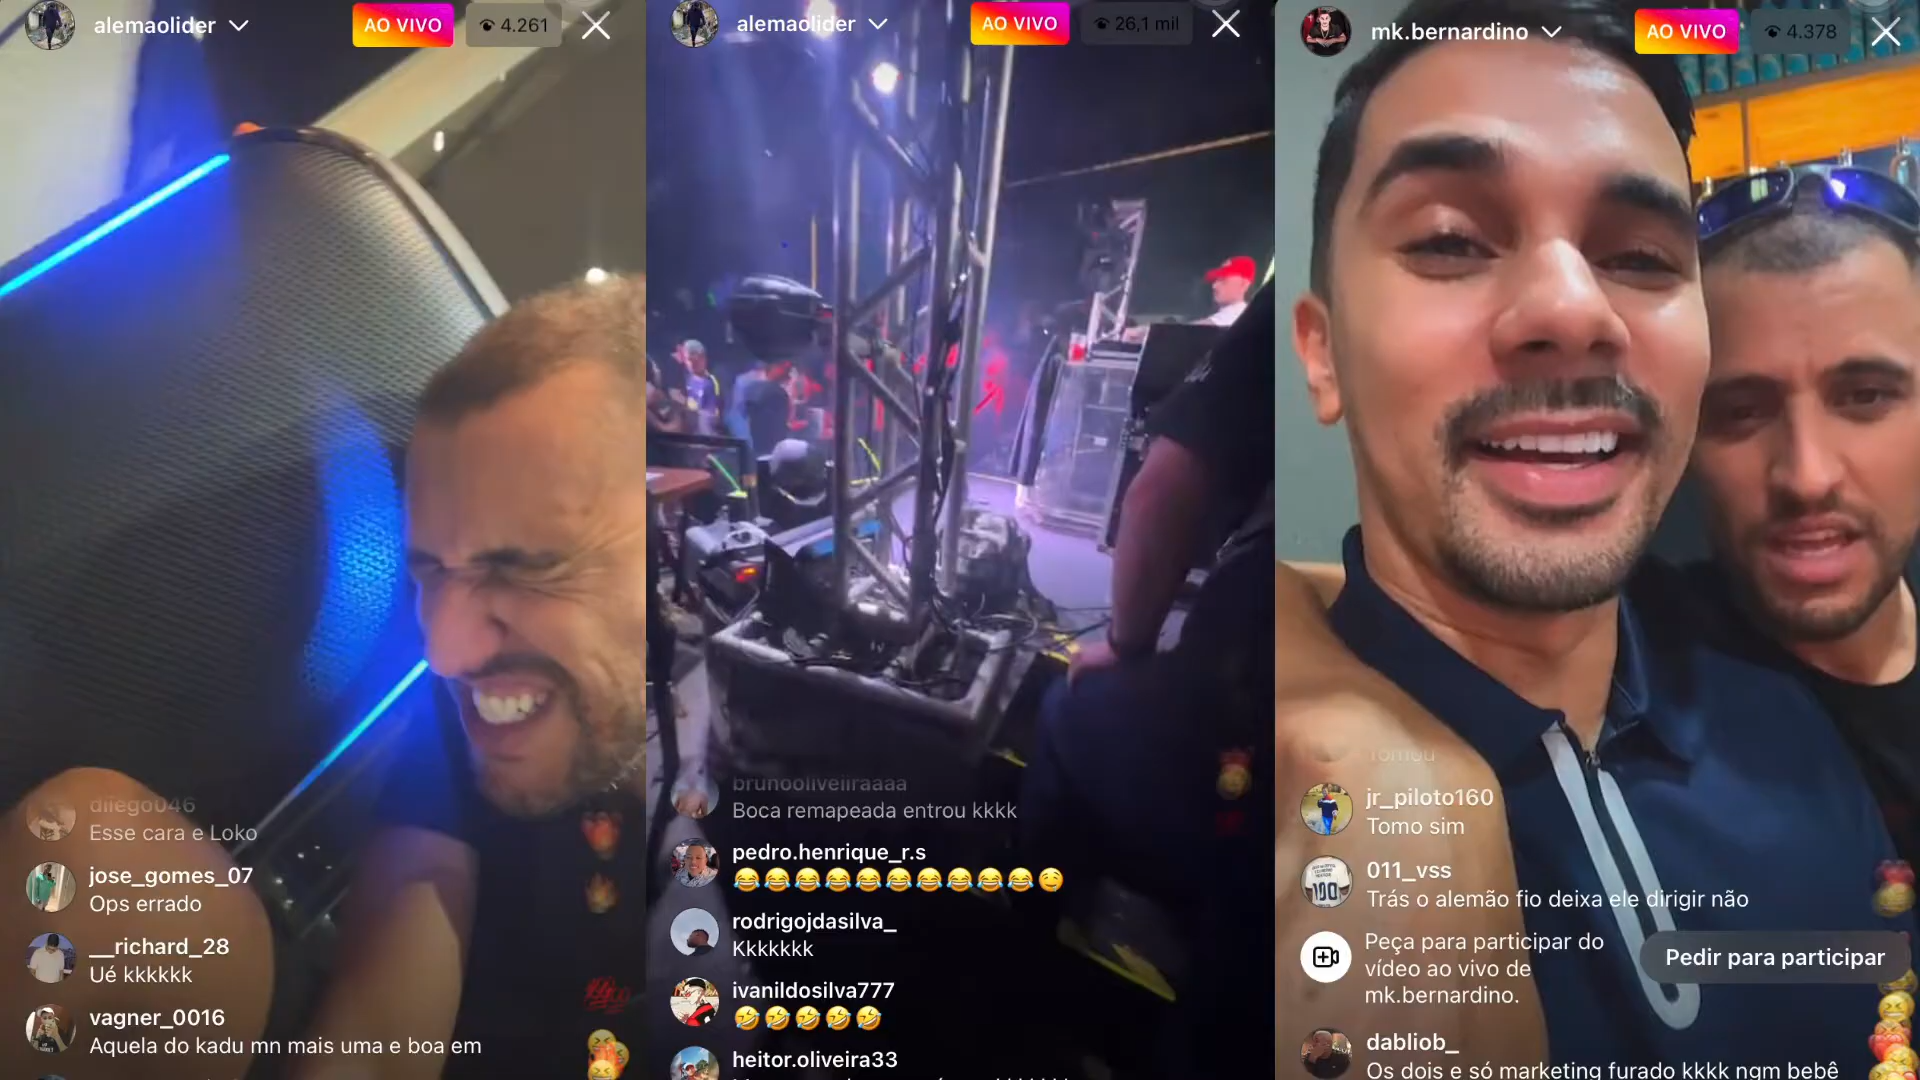 alemaolider
AO VIVO
4.261
diiego046
Esse cara e Loko
jose_gomes_07
Ops errado
__richard_28
Ué kkkkkk
vagner_0016
Aquela do kadu mn mais uma e boa em
alemaolider
AO VIVO
26,1 mil
brunooliveiiraaaa
Boca remapeada entrou kkkk
pedro.henrique_r.s
😂😂😂😂😂😂😂😂😂😂🤤
rodrigojdasilva_
Kkkkkkk
ivanildosilva777
🤣🤣🤣🤣🤣
heitor.oliveira33
mk.bernardino
AO VIVO
4.378
Tomou
jr_piloto160
Tomo sim
011_vss
Trás o alemão fio deixa ele dirigir não
Peça para participar do
vídeo ao vivo de
mk.bernardino.
Pedir para participar
dabliob_
Os dois e só marketing furado kkkk ngm bebê